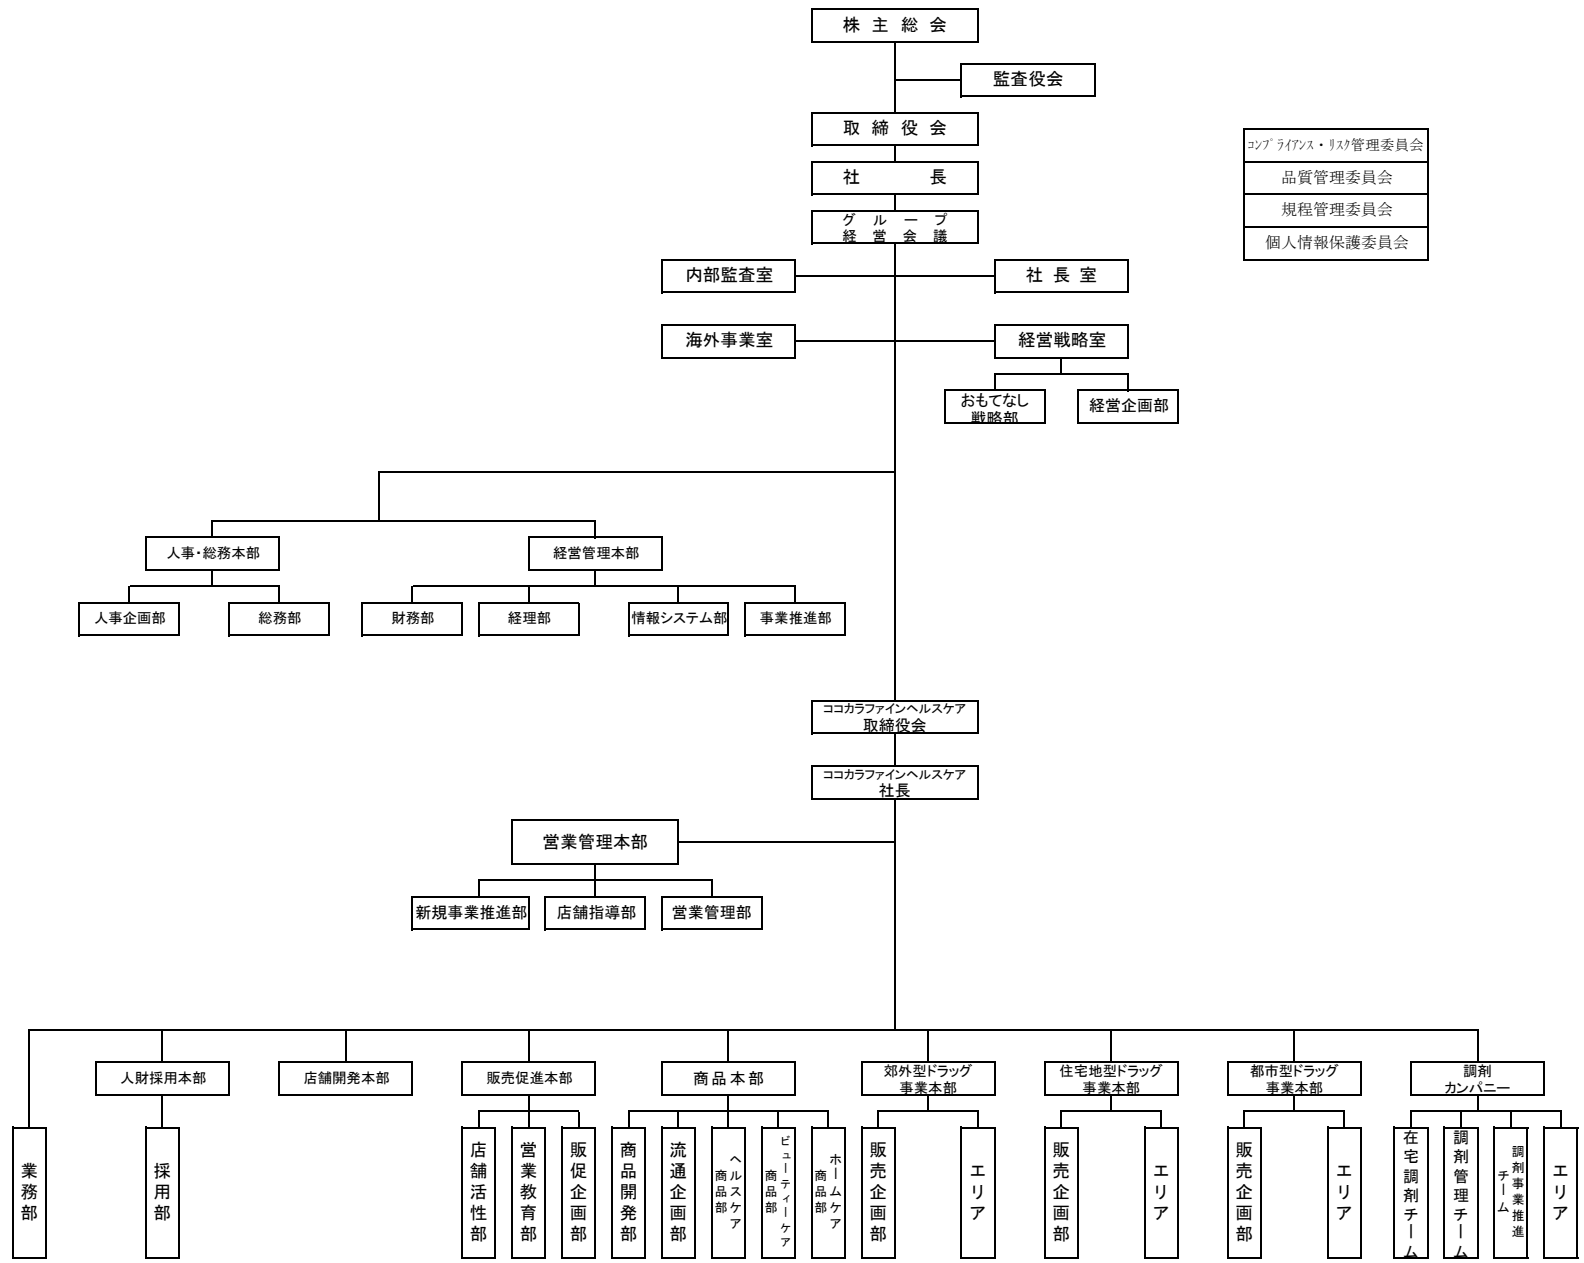 株主総会
監査役会
取締役会
社長
グループ
経営会議
ｺﾝﾌﾟﾗｲｱﾝｽ・ﾘｽｸ管理委員会
品質管理委員会
規程管理委員会
個人情報保護委員会
内部監査室
社長室
海外事業室
経営戦略室
おもてなし
戦略部
経営企画部
人事・総務本部
経営管理本部
人事企画部
総務部
財務部
経理部
情報システム部
事業推進部
ココカラファインヘルスケア
取締役会
ココカラファインヘルスケア
社長
営業管理本部
新規事業推進部
店舗指導部
営業管理部
人財採用本部
店舗開発本部
販売促進本部
商品本部
郊外型ドラッグ
事業本部
住宅地型ドラッグ
事業本部
都市型ドラッグ
事業本部
調剤
カンパニー
業務部
採用部
店舗活性部
営業教育部
販促企画部
商品開発部
流通企画部
ヘルスケア
商品部
ビューティーケア
商品部
ホームケア
商品部
販売企画部
エリア
販売企画部
エリア
販売企画部
エリア
在宅調剤チーム
調剤管理チーム
調剤事業推進
チーム
エリア